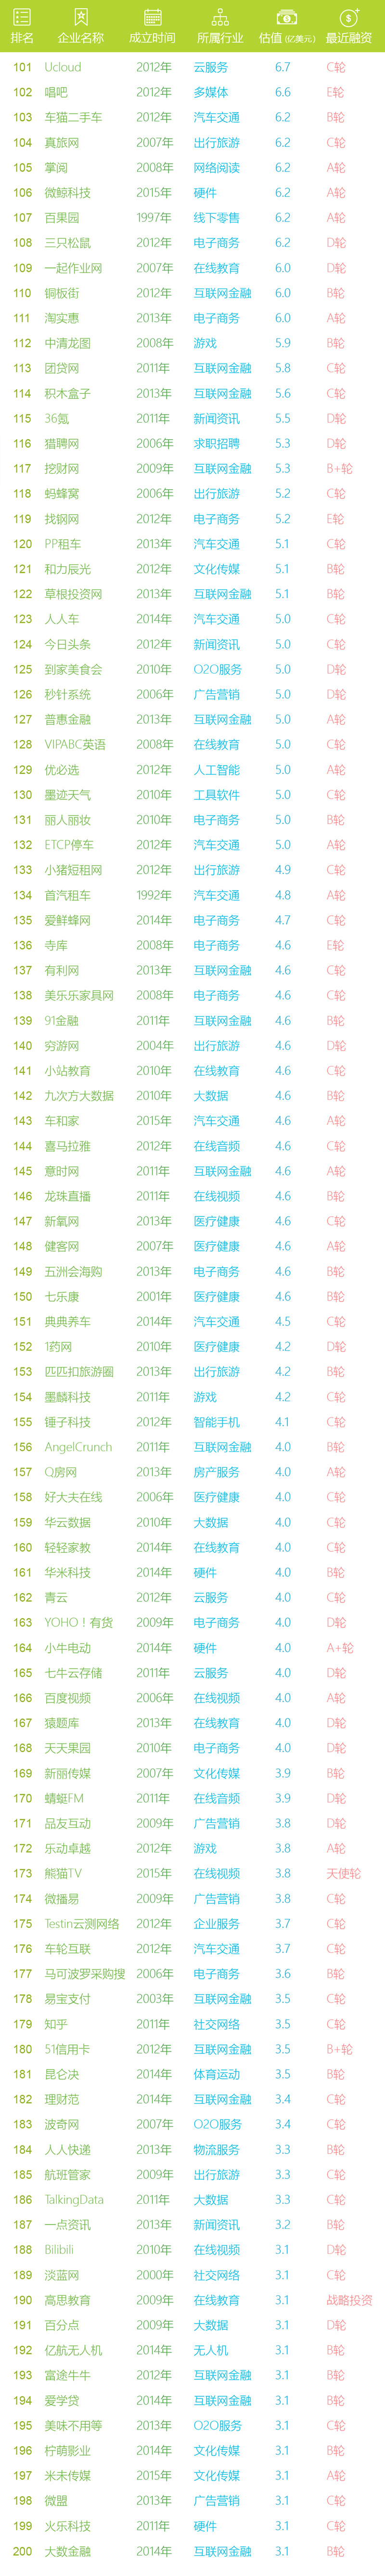 排名 企业名称 成立时间 所属行业 估值 (亿美元) 最近融资
101 Ucloud 2012年 云服务 6.7 C轮
102 唱吧 2012年 多媒体 6.6 E轮
103 车猫二手车 2012年 汽车交通 6.2 B轮
104 真旅网 2007年 出行旅游 6.2 C轮
105 掌阅 2008年 网络阅读 6.2 A轮
106 微鲸科技 2015年 硬件 6.2 A轮
107 百果园 1997年 线下零售 6.2 A轮
108 三只松鼠 2012年 电子商务 6.2 D轮
109 一起作业网 2007年 在线教育 6.0 D轮
110 铜板街 2012年 互联网金融 6.0 B轮
111 淘实惠 2013年 电子商务 6.0 A轮
112 中清龙图 2008年 游戏 5.9 B轮
113 团贷网 2011年 互联网金融 5.8 C轮
114 积木盒子 2013年 互联网金融 5.6 C轮
115 36氪 2011年 新闻资讯 5.5 D轮
116 猎聘网 2006年 求职招聘 5.3 D轮
117 挖财网 2009年 互联网金融 5.3 B+轮
118 蚂蜂窝 2006年 出行旅游 5.2 C轮
119 找钢网 2012年 电子商务 5.2 E轮
120 PP租车 2013年 汽车交通 5.1 C轮
121 和力辰光 2012年 文化传媒 5.1 B轮
122 草根投资网 2013年 互联网金融 5.1 B轮
123 人人车 2014年 汽车交通 5.0 C轮
124 今日头条 2012年 新闻资讯 5.0 C轮
125 到家美食会 2010年 O2O服务 5.0 D轮
126 秒针系统 2006年 广告营销 5.0 D轮
127 普惠金融 2013年 互联网金融 5.0 A轮
128 VIPABC英语 2008年 在线教育 5.0 C轮
129 优必选 2012年 人工智能 5.0 A轮
130 墨迹天气 2010年 工具软件 5.0 C轮
131 丽人丽妆 2010年 电子商务 5.0 B轮
132 ETCP停车 2012年 汽车交通 5.0 A轮
133 小猪短租网 2012年 出行旅游 4.9 C轮
134 首汽租车 1992年 汽车交通 4.8 A轮
135 爱鲜蜂网 2014年 电子商务 4.7 C轮
136 寺库 2008年 电子商务 4.6 E轮
137 有利网 2013年 互联网金融 4.6 C轮
138 美乐乐家具网 2008年 电子商务 4.6 C轮
139 91金融 2011年 互联网金融 4.6 B轮
140 穷游网 2004年 出行旅游 4.6 D轮
141 小站教育 2010年 在线教育 4.6 C轮
142 九次方大数据 2010年 大数据 4.6 B轮
143 车和家 2015年 汽车交通 4.6 A轮
144 喜马拉雅 2012年 在线音频 4.6 C轮
145 意时网 2011年 互联网金融 4.6 A轮
146 龙珠直播 2011年 在线视频 4.6 B轮
147 新氧网 2013年 医疗健康 4.6 C轮
148 健客网 2007年 医疗健康 4.6 A轮
149 五洲会海购 2013年 电子商务 4.6 B轮
150 七乐康 2001年 医疗健康 4.6 B轮
151 典典养车 2014年 汽车交通 4.5 C轮
152 1药网 2010年 医疗健康 4.2 D轮
153 匹匹扣旅游圈 2013年 出行旅游 4.2 B轮
154 墨麟科技 2011年 游戏 4.2 C轮
155 锤子科技 2012年 智能手机 4.1 C轮
156 AngelCrunch 2011年 互联网金融 4.0 B轮
157 Q房网 2013年 房产服务 4.0 A轮
158 好大夫在线 2006年 医疗健康 4.0 C轮
159 华云数据 2010年 大数据 4.0 C轮
160 轻轻家教 2014年 在线教育 4.0 C轮
161 华米科技 2014年 硬件 4.0 B轮
162 青云 2012年 云服务 4.0 C轮
163 YOHO！有货 2009年 电子商务 4.0 D轮
164 小牛电动 2014年 硬件 4.0 A+轮
165 七牛云存储 2011年 云服务 4.0 D轮
166 百度视频 2006年 在线视频 4.0 A轮
167 猿题库 2013年 在线教育 4.0 D轮
168 天天果园 2010年 电子商务 4.0 D轮
169 新丽传媒 2007年 文化传媒 3.9 B轮
170 蜻蜓FM 2011年 在线音频 3.9 D轮
171 品友互动 2009年 广告营销 3.8 D轮
172 乐动卓越 2012年 游戏 3.8 A轮
173 熊猫TV 2015年 在线视频 3.8 天使轮
174 微播易 2009年 广告营销 3.8 C轮
175 Testin云测网络 2012年 企业服务 3.7 C轮
176 车轮互联 2012年 汽车交通 3.7 C轮
177 马可波罗采购搜 2006年 电子商务 3.6 B轮
178 易宝支付 2003年 互联网金融 3.5 C轮
179 知乎 2011年 社交网络 3.5 C轮
180 51信用卡 2012年 互联网金融 3.5 B+轮
181 昆仑决 2014年 体育运动 3.5 B轮
182 理财范 2014年 互联网金融 3.4 C轮
183 波奇网 2007年 O2O服务 3.4 C轮
184 人人快递 2013年 物流服务 3.3 B轮
185 航班管家 2009年 出行旅游 3.3 C轮
186 TalkingData 2011年 大数据 3.3 C轮
187 一点资讯 2013年 新闻资讯 3.2 B轮
188 Bilibili 2010年 在线视频 3.1 D轮
189 淡蓝网 2000年 社交网络 3.1 C轮
190 高思教育 2009年 在线教育 3.1 战略投资
191 百分点 2009年 大数据 3.1 D轮
192 亿航无人机 2014年 无人机 3.1 B轮
193 富途牛牛 2012年 互联网金融 3.1 B轮
194 爱学贷 2014年 互联网金融 3.1 B轮
195 美味不用等 2013年 O2O服务 3.1 C轮
196 柠萌影业 2014年 文化传媒 3.1 B轮
197 米未传媒 2015年 文化传媒 3.1 A轮
198 微盟 2013年 广告营销 3.1 C轮
199 火乐科技 2011年 硬件 3.1 C轮
200 大数金融 2014年 互联网金融 3.1 B轮